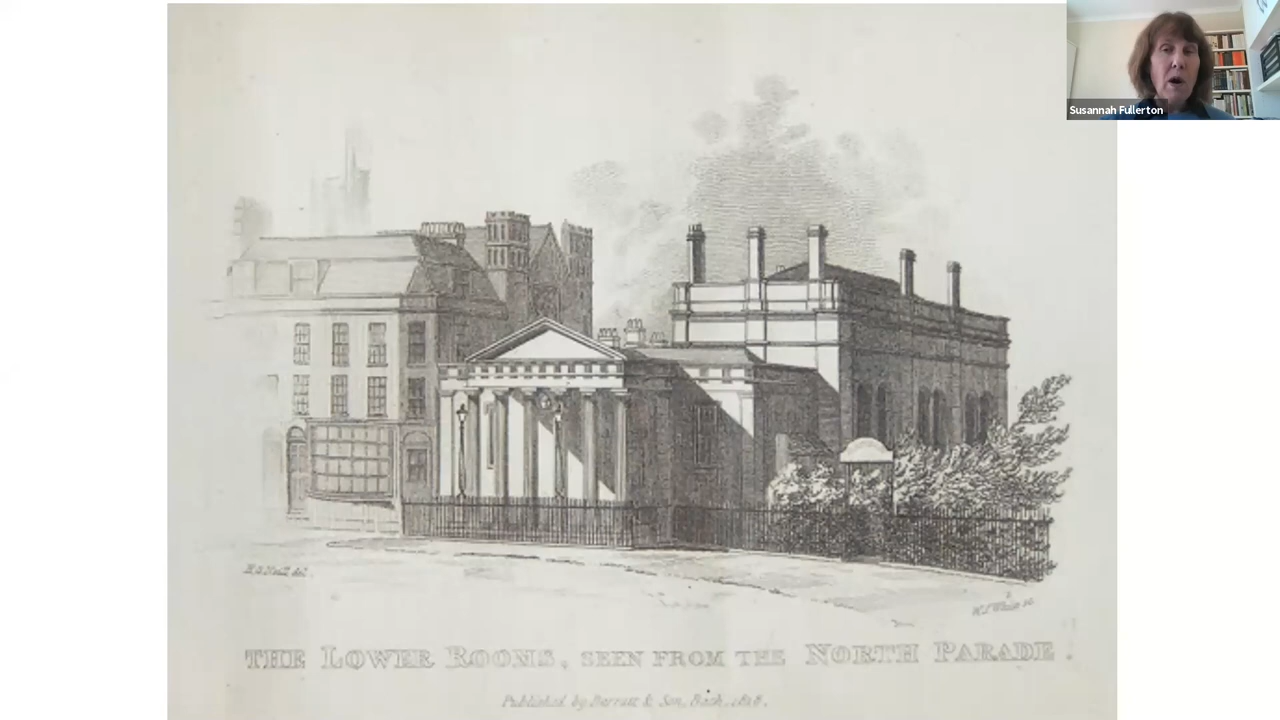 Susannah Fullerton
THE LOWER ROOMS, SEEN FROM THE NORTH PARADE.
Published by Barratt & Son, Bath, 1818.